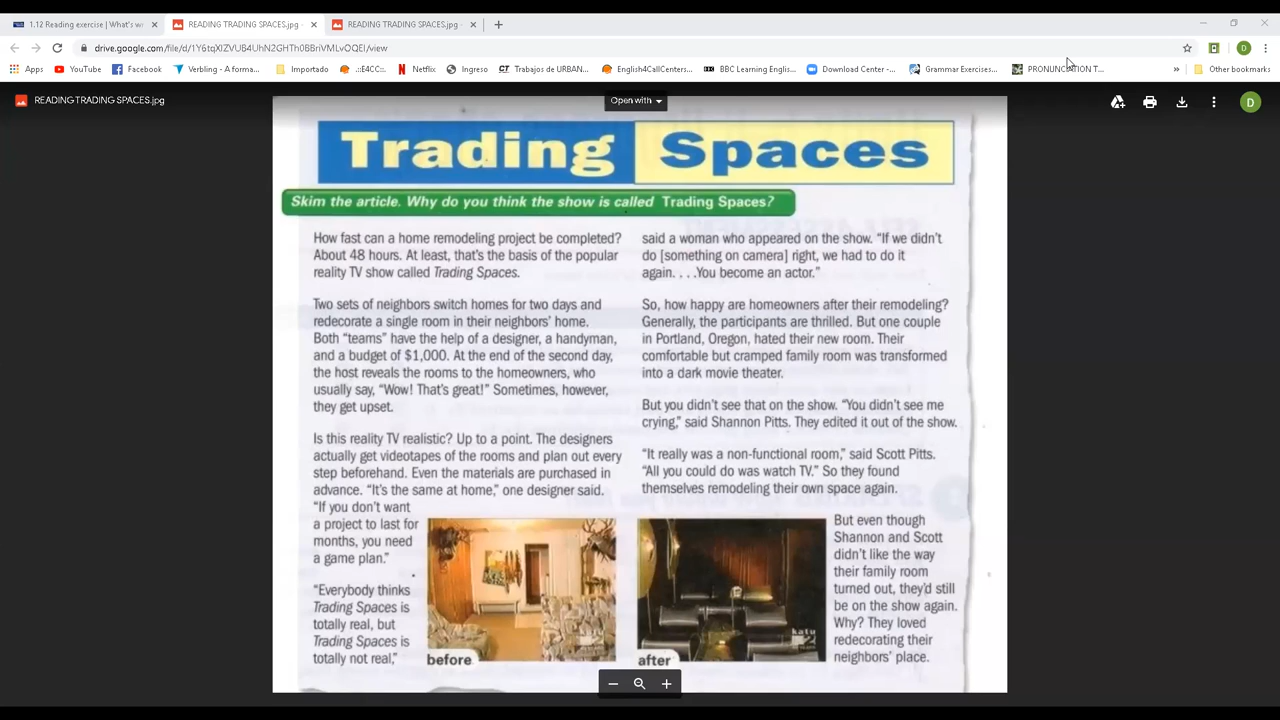 1.12 Reading exercise | What's w
READING TRADING SPACES.jpg -
READING TRADING SPACES.jpg -
drive.google.com/file/d/1Y6tqXIZVUB4UhN2GHTh0BBriVMLvOQEI/view
D
Apps
YouTube
Facebook
Verbling - A forma...
Importado
.::E4CC::.
Netflix
Ingreso
CT Trabajos de URBAN...
English4CallCenters...
BBC Learning Englis...
Download Center -...
Grammar Exercises...
PRONUNCIATION T...
»
Other bookmarks
READING TRADING SPACES.jpg
Open with
D
Trading Spaces
Skim the article. Why do you think the show is called Trading Spaces?
How fast can a home remodeling project be completed?
About 48 hours. At least, that's the basis of the popular
reality TV show called Trading Spaces.
Two sets of neighbors switch homes for two days and
redecorate a single room in their neighbors' home.
Both "teams" have the help of a designer, a handyman,
and a budget of $1,000. At the end of the second day,
the host reveals the rooms to the homeowners, who
usually say, "Wow! That's great!" Sometimes, however,
they get upset.
Is this reality TV realistic? Up to a point. The designers
actually get videotapes of the rooms and plan out every
step beforehand. Even the materials are purchased in
advance. "It's the same at home," one designer said.
"If you don't want
a project to last for
months, you need
a game plan."
"Everybody thinks
Trading Spaces is
totally real, but
Trading Spaces is
totally not real,"
said a woman who appeared on the show. "If we didn't
do [something on camera] right, we had to do it
again. . . .You become an actor."
So, how happy are homeowners after their remodeling?
Generally, the participants are thrilled. But one couple
in Portland, Oregon, hated their new room. Their
comfortable but cramped family room was transformed
into a dark movie theater.
But you didn't see that on the show. "You didn't see me
crying," said Shannon Pitts. They edited it out of the show.
"It really was a non-functional room," said Scott Pitts.
"All you could do was watch TV." So they found
themselves remodeling their own space again.
But even though
Shannon and Scott
didn't like the way
their family room
turned out, they'd still
be on the show again.
Why? They loved
redecorating their
neighbors' place.
before
after
katu
2